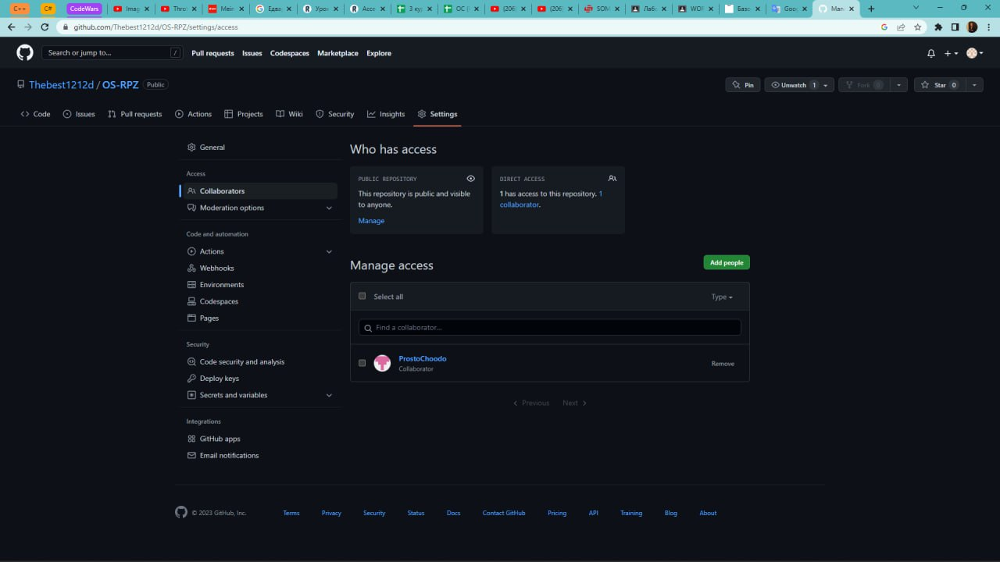 C++ C# CodeWars Imag Thro Mein Едва Урок Acce 3 ку ОС ( (206 (206 SOM Лаб. WOR База Goog Mana
github.com/Thebest1212d/OS-RPZ/settings/access
Search or jump to... / Pull requests Issues Codespaces Marketplace Explore
Thebest1212d / OS-RPZ Public Pin Unwatch 1 Fork 0 Star 0
Code Issues Pull requests Actions Projects Wiki Security Insights Settings
General
Access
Collaborators
Moderation options
Code and automation
Actions
Webhooks
Environments
Codespaces
Pages
Security
Code security and analysis
Deploy keys
Secrets and variables
Integrations
GitHub apps
Email notifications
Who has access
PUBLIC REPOSITORY
This repository is public and visible
to anyone.
Manage
DIRECT ACCESS
1 has access to this repository. 1
collaborator.
Manage access
Add people
Select all Type
Find a collaborator...
ProstoChoodo
Collaborator
Remove
Previous Next
© 2023 GitHub, Inc. Terms Privacy Security Status Docs Contact GitHub Pricing API Training Blog About